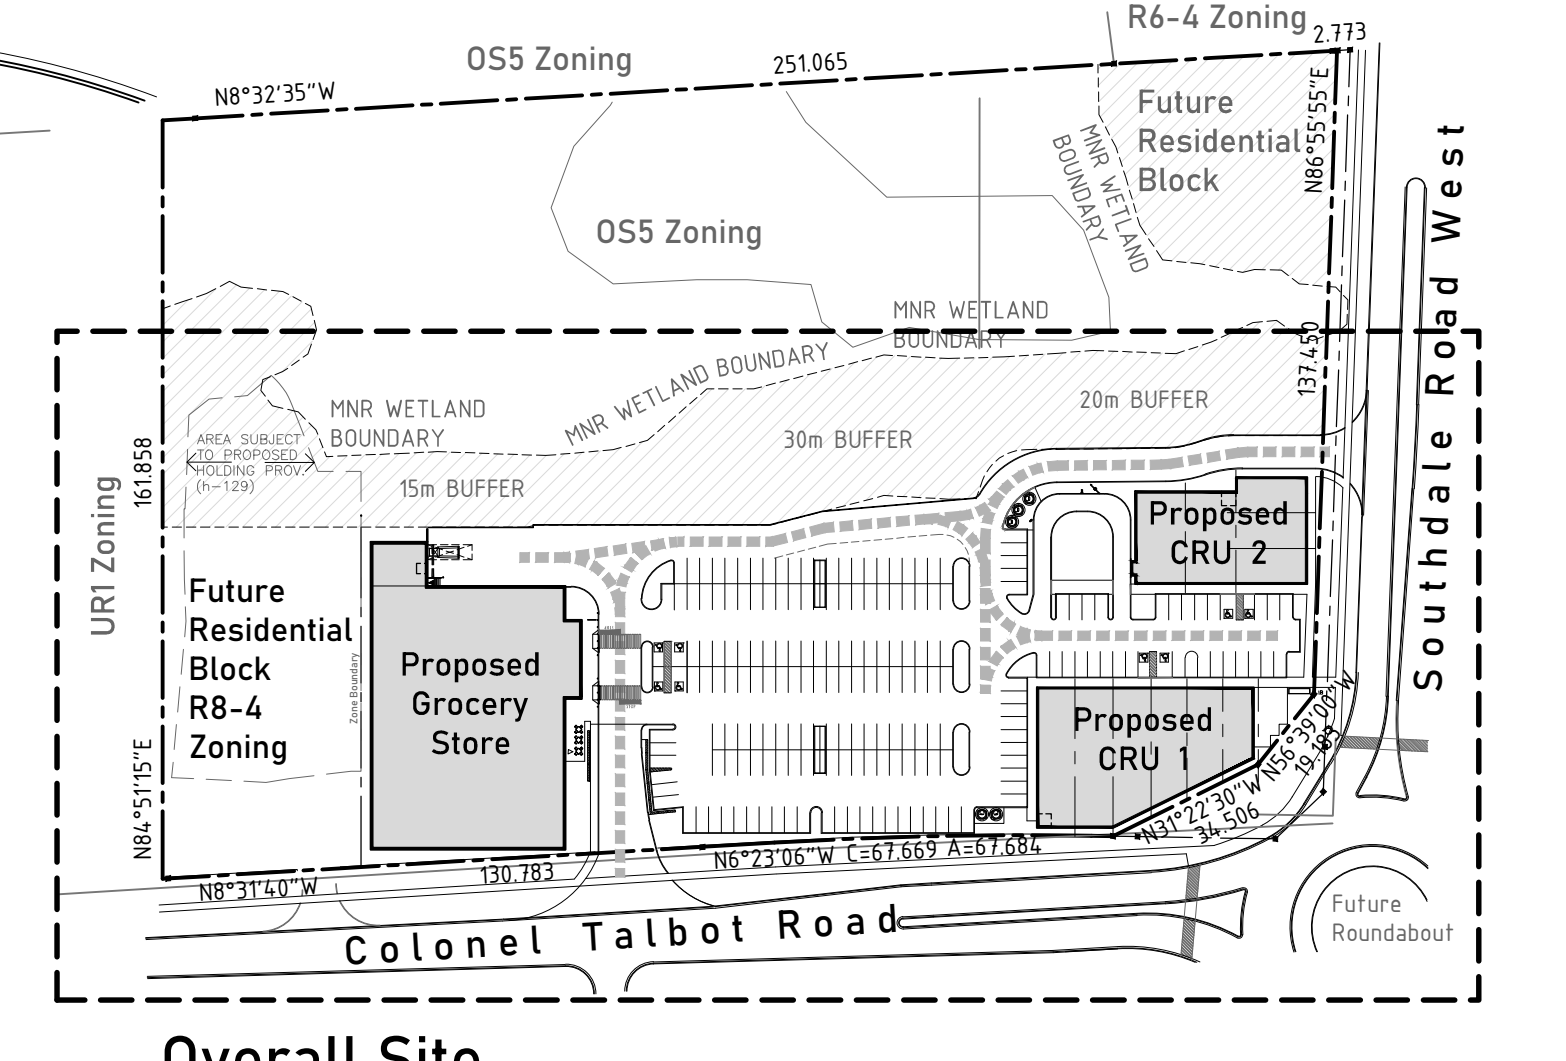 R6-4 Zoning
OS5 Zoning
251.065
2.773
N8°32'35"W
N86°55'55"E
Future
Residential
Block
MNR WETLAND
BOUNDARY
OS5 Zoning
MNR WETLAND
BOUNDARY
Southdale Road West
137.450
MNR WETLAND BOUNDARY
20m BUFFER
MNR WETLAND
BOUNDARY
30m BUFFER
AREA SUBJECT
TO PROPOSED
HOLDING PROV.
(h-129)
161.858
15m BUFFER
UR1 Zoning
Proposed
CRU 2
Future
Residential
Block
R8-4
Zoning
Zone Boundary
Proposed
Grocery
Store
Proposed
CRU 1
N84°51'15"E
N56°39'00"W
19.183
N31°22'30"W
34.506
N6°23'06"W C=67.669 A=67.684
130.783
N8°31'40"W
Colonel Talbot Road
Future
Roundabout
Overall Site